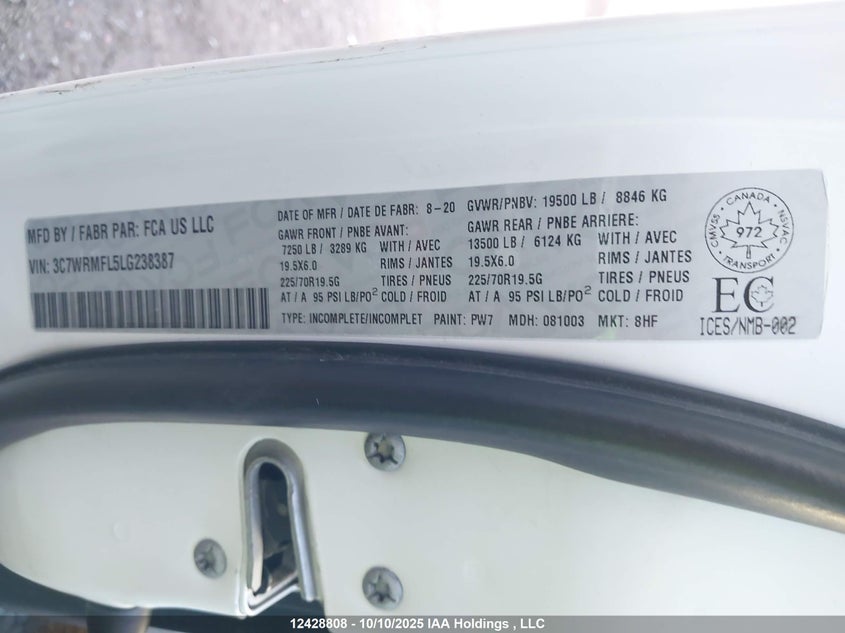 MFD BY / FABR PAR: FCA US LLC
VIN: 3C7WRMFL5LG238387
DATE OF MFR / DATE DE FABR: 8-20 GVWR/PNBV: 19500 LB / 8846 KG
GAWR FRONT / PNBE AVANT: GAWR REAR / PNBE ARRIERE:
7250 LB / 3289 KG WITH / AVEC 13500 LB / 6124 KG WITH / AVEC
19.5X6.0 RIMS / JANTES 19.5X6.0 RIMS / JANTES
225/70R19.5G TIRES / PNEUS 225/70R19.5G TIRES / PNEUS
AT / A 95 PSI LB/PO² COLD / FROID AT / A 95 PSI LB/PO² COLD / FROID
TYPE: INCOMPLETE/INCOMPLET PAINT: PW7 MDH: 081003 MKT: 8HF
CANADA
CMVSS 972 NSVAC
EC
ICES/NMB-002
12428808 - 10/10/2025 IAA Holdings , LLC